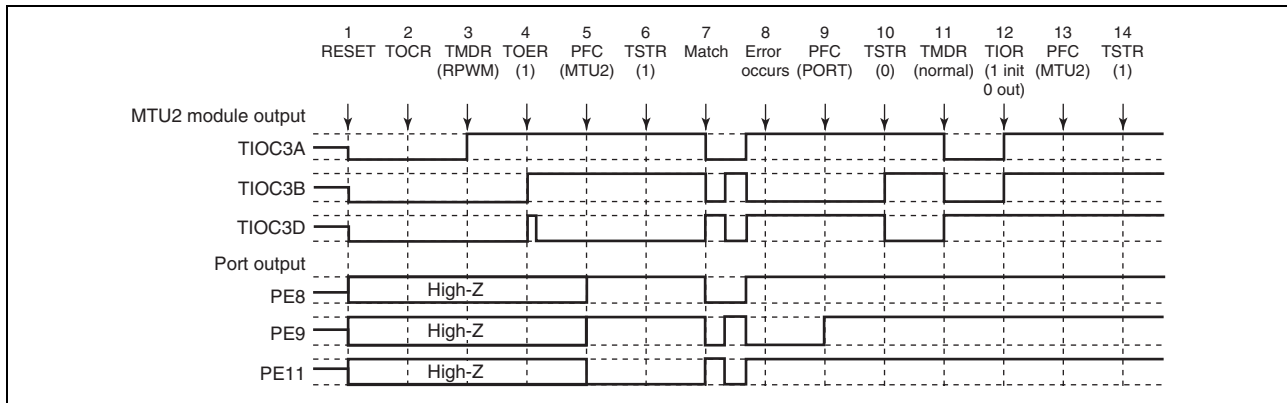 1 2 3 4 5 6 7 8 9 10 11 12 13 14
RESET TOCR TMDR TOER PFC TSTR Match Error PFC TSTR TMDR TIOR PFC TSTR
(RPWM) (1) (MTU2) (1) occurs (PORT) (0) (normal) (1 init (MTU2) (1)
0 out)
MTU2 module output
TIOC3A
TIOC3B
TIOC3D
Port output
PE8 High-Z
PE9 High-Z
PE11 High-Z